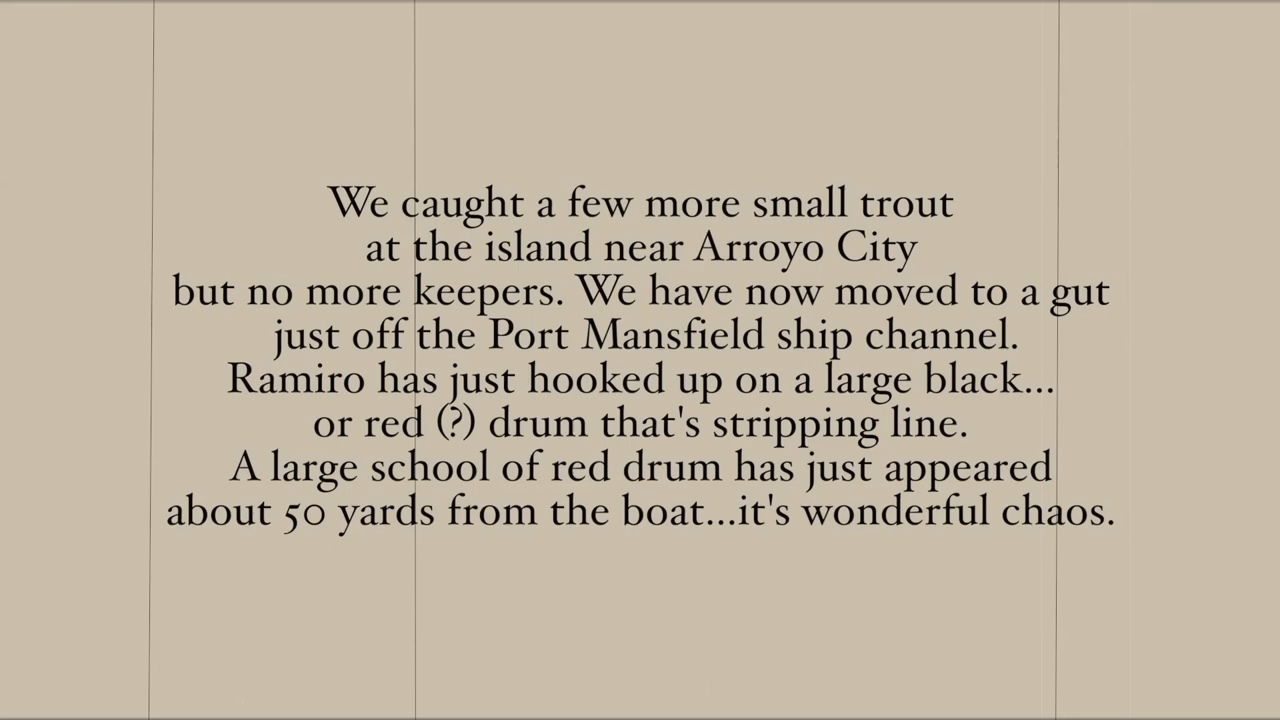 We caught a few more small trout
at the island near Arroyo City
but no more keepers. We have now moved to a gut
just off the Port Mansfield ship channel.
Ramiro has just hooked up on a large black...
or red (?) drum that's stripping line.
A large school of red drum has just appeared
about 50 yards from the boat...it's wonderful chaos.